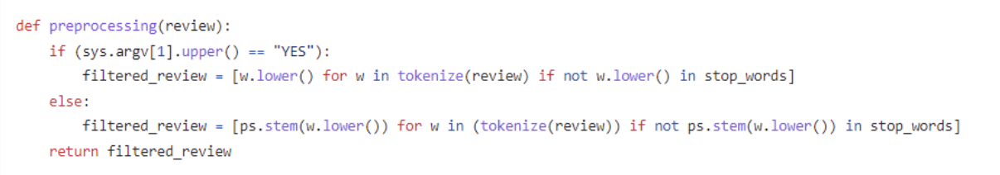 def preprocessing(review):
    if (sys.argv[1].upper() == "YES"):
        filtered_review = [w.lower() for w in tokenize(review) if not w.lower() in stop_words]
    else:
        filtered_review = [ps.stem(w.lower()) for w in (tokenize(review)) if not ps.stem(w.lower()) in stop_words]
    return filtered_review